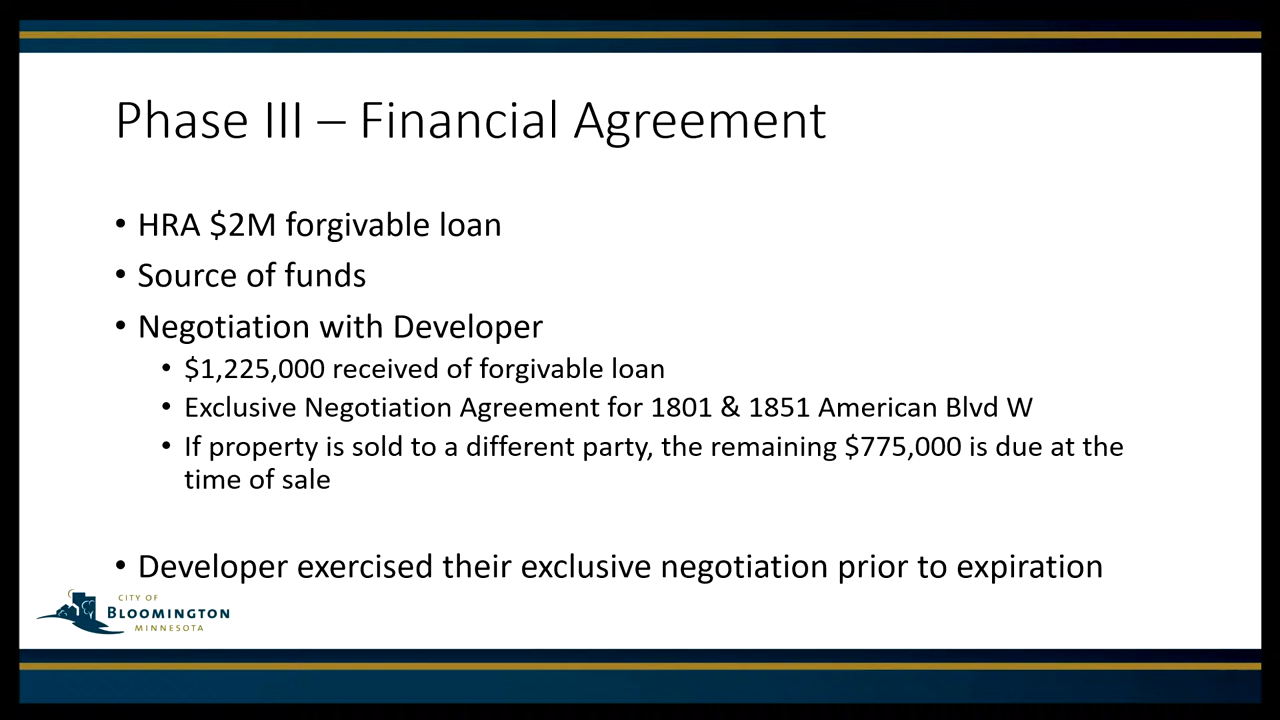 Phase III – Financial Agreement
• HRA $2M forgivable loan
• Source of funds
• Negotiation with Developer
• $1,225,000 received of forgivable loan
• Exclusive Negotiation Agreement for 1801 & 1851 American Blvd W
• If property is sold to a different party, the remaining $775,000 is due at the
time of sale
• Developer exercised their exclusive negotiation prior to expiration
CITY OF
BLOOMINGTON
MINNESOTA